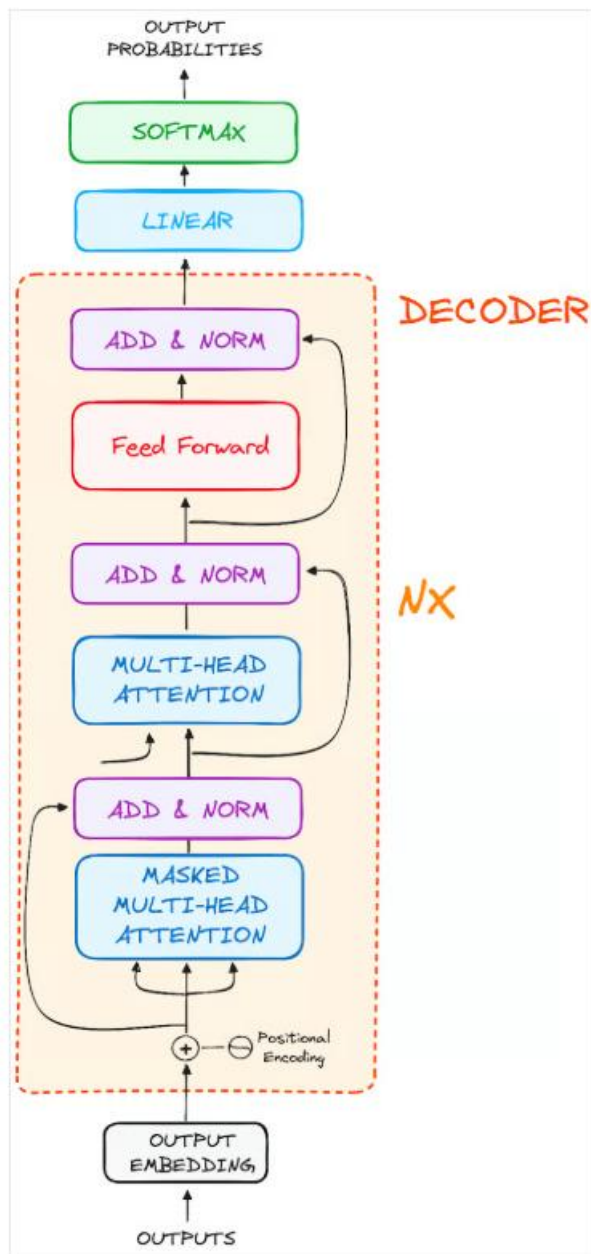 OUTPUT
PROBABILITIES
SOFTMAX
LINEAR
DECODER
ADD & NORM
Feed Forward
ADD & NORM
NX
MULTI-HEAD
ATTENTION
ADD & NORM
MASKED
MULTI-HEAD
ATTENTION
Positional
Encoding
OUTPUT
EMBEDDING
OUTPUTS